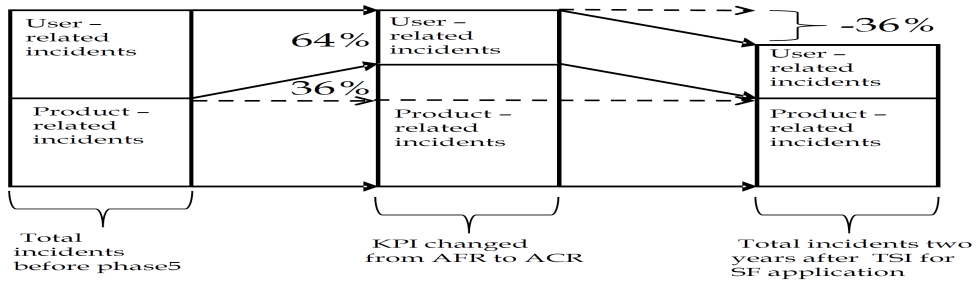 User –
related
incidents
Product –
related
incidents
64%
36%
User –
related
incidents
Product –
related
incidents
-36%
User –
related
incidents
Product –
related
incidents
Total
incidents
before phase5
KPI changed
from AFR to ACR
Total incidents two
years after TSI for
SF application